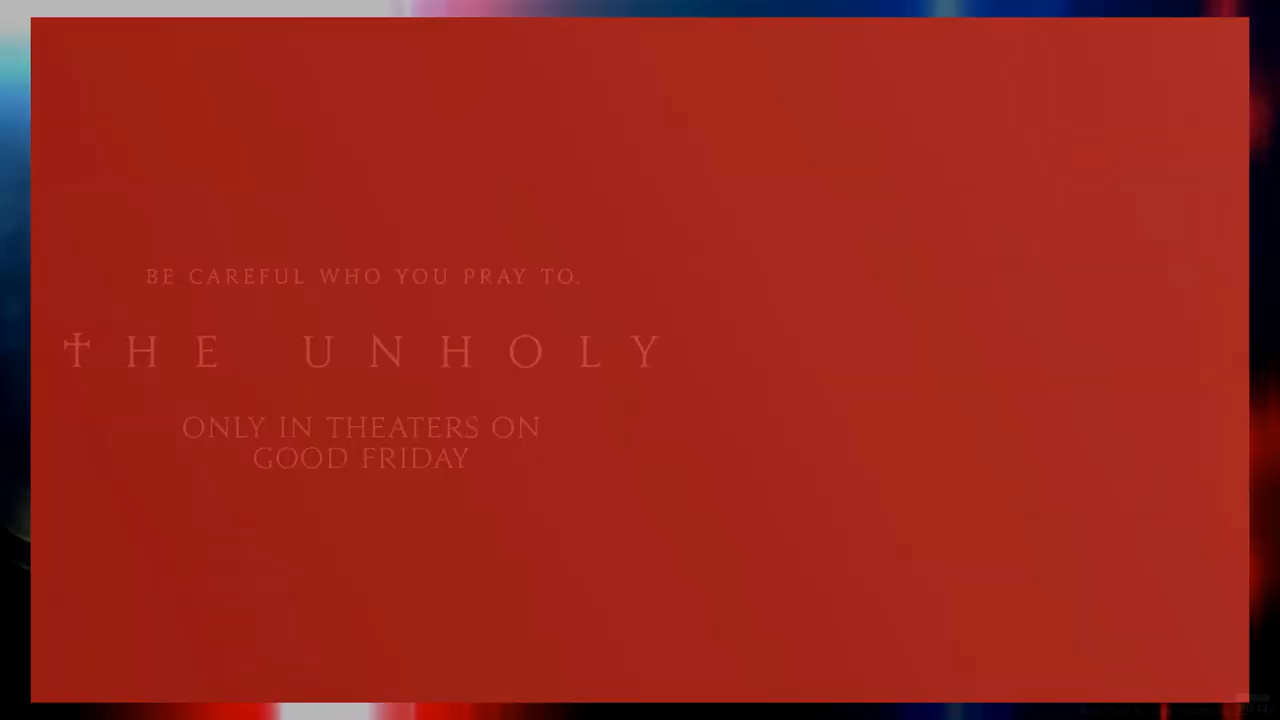 BE CAREFUL WHO YOU PRAY TO.
THE UNHOLY
ONLY IN THEATERS ON
GOOD FRIDAY